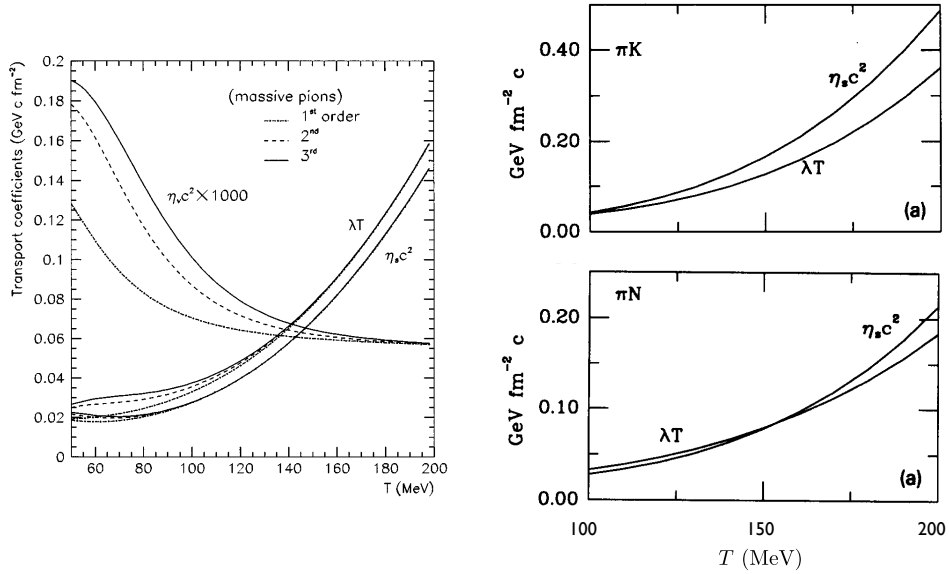 Transport coefficients (GeV c fm⁻²)
0.2
0.18
0.16
0.14
0.12
0.1
0.08
0.06
0.04
0.02
0
(massive pions)
1ˢᵗ order
2ⁿᵈ
3ʳᵈ
ηᵥc²×1000
λT
ηₛc²
60 80 100 120 140 160 180 200
T (MeV)
GeV fm⁻² c
0.40
0.20
0.00
πK
ηₛc²
λT
(a)
GeV fm⁻² c
0.20
0.10
0.00
πN
ηₛc²
λT
(a)
100 150 200
T (MeV)